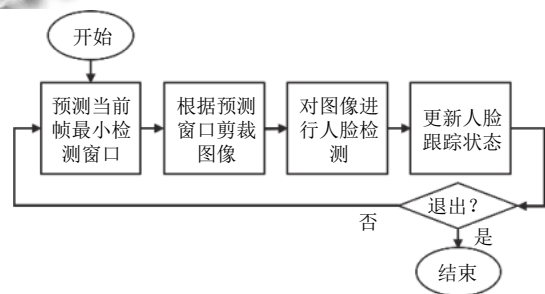 开始
预测当前
帧最小检
测窗口
根据预测
窗口剪裁
图像
对图像进
行人脸检
测
更新人脸
跟踪状态
退出?
否
是
结束